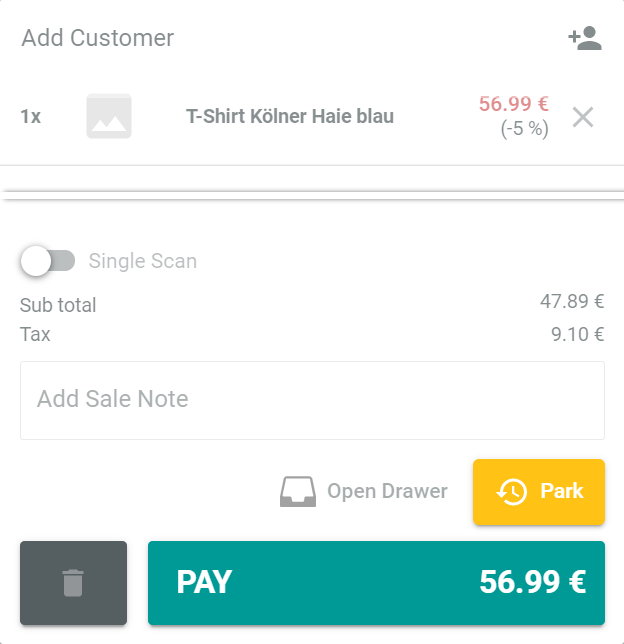 Add Customer
1x T-Shirt Kölner Haie blau 56.99 €
(-5 %)
Single Scan
Sub total 47.89 €
Tax 9.10 €
Add Sale Note
Open Drawer Park
PAY 56.99 €